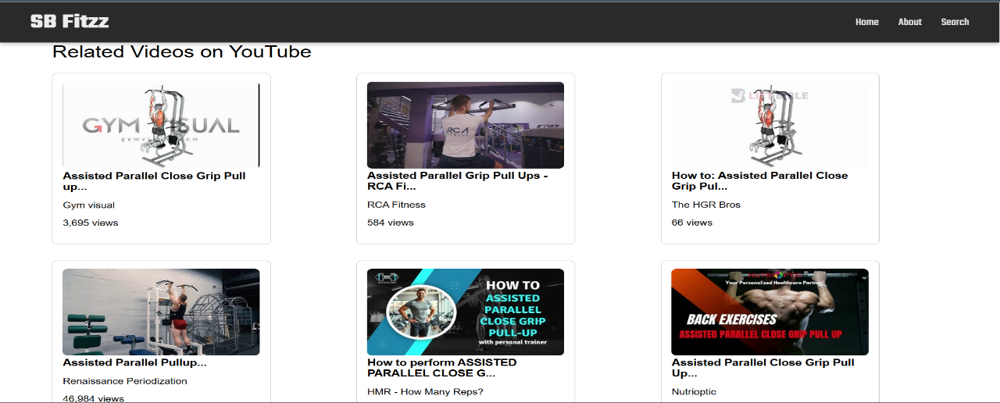 SB Fitzz
Home
About
Search
Related Videos on YouTube
GYM VISUAL
gymvisual.com
Assisted Parallel Close Grip Pull
up...
Gym visual
3,695 views
RCA
FITNESS
Assisted Parallel Grip Pull Ups -
RCA Fi...
RCA Fitness
584 views
How to: Assisted Parallel Close
Grip Pul...
The HGR Bros
66 views
Assisted Parallel Pullup...
Renaissance Periodization
46,984 views
HOW TO
ASSISTED
PARALLEL
CLOSE GRIP
PULL-UP
with personal trainer
How to perform ASSISTED
PARALLEL CLOSE G...
HMR - How Many Reps?
Your Personalised Healthcare Partner
BACK EXERCISES
ASSISTED PARALLEL CLOSE GRIP PULL UP
Assisted Parallel Close Grip Pull
Up...
Nutrioptic